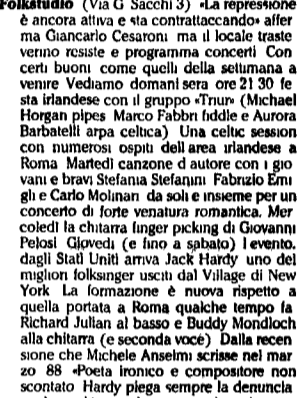 Folkstudio (Via G Sacchi 3) «La repressione
è ancora attiva e sta contrattaccando» affer
ma Giancarlo Cesaroni ma il locale traste
verino resiste e programma concerti Con
certi buoni come quelli della settimana a
venire Vediamo domani sera ore 21 30 fe
sta irlandese con il gruppo «Triur» (Michael
Horgan pipes Marco Fabbri fiddle e Aurora
Barbatelli arpa celtica) Una celtic session
con numerosi ospiti dell area irlandese a
Roma Martedì canzone d autore con i gio
vani e bravi Stefania Stefanini Fabrizio Emi
gli e Carlo Molinari da soli e insieme per un
concerto di forte venatura romantica. Mer
coledì la chitarra finger picking di Giovanni
Pelosi Giovedì (e fino a sabato) l evento.
dagli Stati Uniti arriva Jack Hardy uno dei
migliori folksinger usciti dal Village di New
York La formazione è nuova rispetto a
quella portata a Roma qualche tempo fa
Richard Julian al basso e Buddy Mondloch
alla chitarra (e seconda voce) Dalla recen
sione che Michele Anselmi scrisse nel mar
zo 88 «Poeta ironico e compositore non
scontato Hardy piega sempre la denuncia